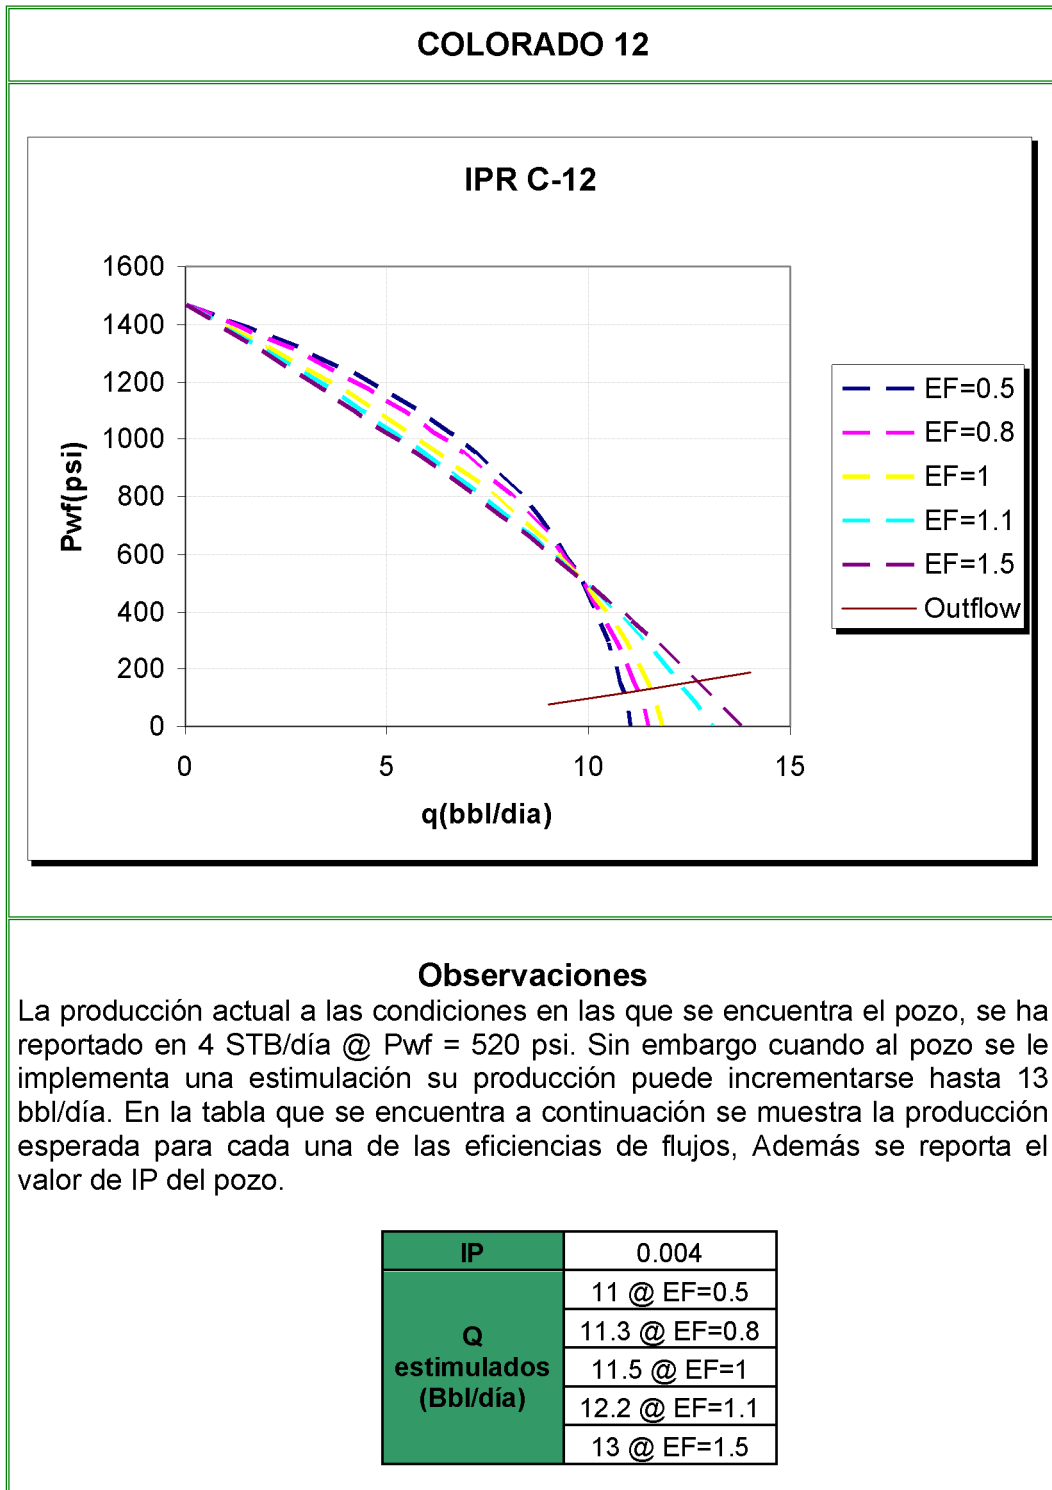 COLORADO 12
IPR C-12
1600
1400
1200
1000
800
600
400
200
0
Pwf(psi)
0 5 10 15
q(bbl/dia)
EF=0.5
EF=0.8
EF=1
EF=1.1
EF=1.5
Outflow
Observaciones
La producción actual a las condiciones en las que se encuentra el pozo, se ha
reportado en 4 STB/día @ Pwf = 520 psi. Sin embargo cuando al pozo se le
implementa una estimulación su producción puede incrementarse hasta 13
bbl/día. En la tabla que se encuentra a continuación se muestra la producción
esperada para cada una de las eficiencias de flujos, Además se reporta el
valor de IP del pozo.
IP 0.004
Q
estimulados
(Bbl/día)
11 @ EF=0.5
11.3 @ EF=0.8
11.5 @ EF=1
12.2 @ EF=1.1
13 @ EF=1.5